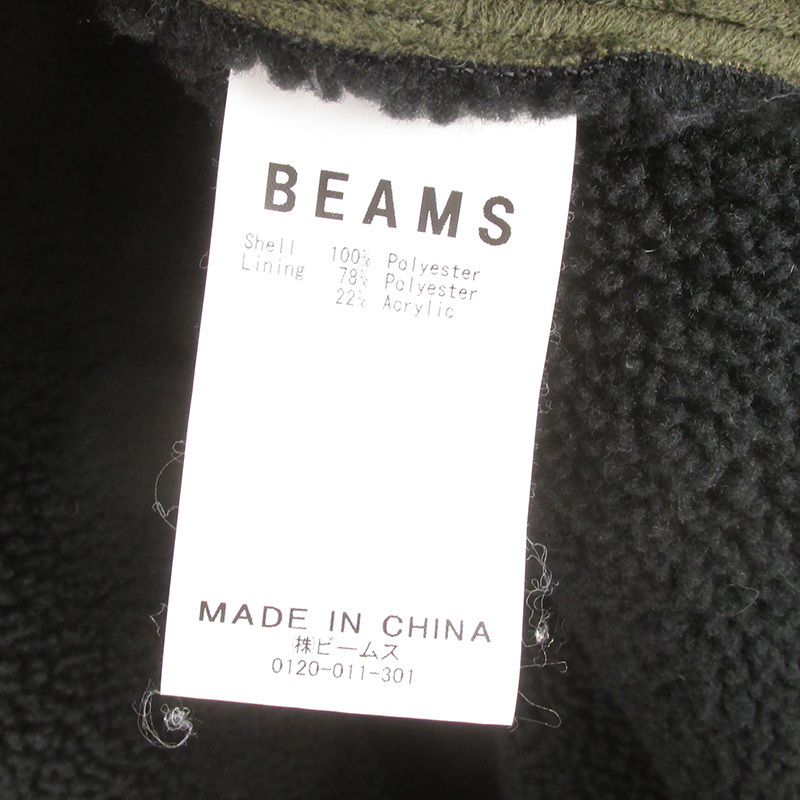 BEAMS
Shell 100% Polyester
Lining 78% Polyester
22% Acrylic
MADE IN CHINA
㈱ビームス
0120-011-301